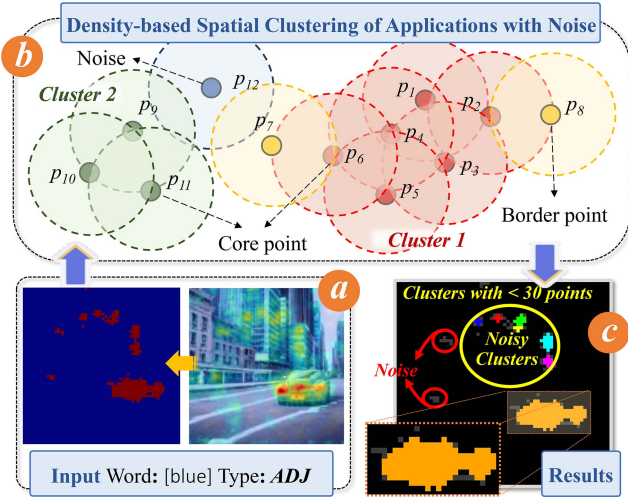 Density-based Spatial Clustering of Applications with Noise
b
Noise
p12
Cluster 2
p9
p10
p11
p7
p6
p1
p2
p4
p3
p5
p8
Core point
Cluster 1
Border point
a
Input Word: [blue] Type: ADJ
c
Clusters with < 30 points
Noisy
Clusters
Noise
Results